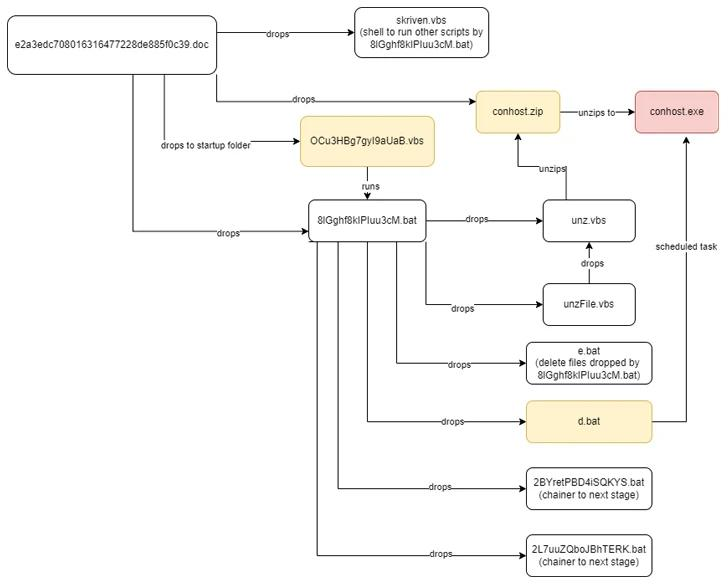 skriven.vbs
(shell to run other scripts by
8lGghf8klPIuu3cM.bat)
drops
e2a3edc708016316477228de885f0c39.doc
drops
conhost.zip
unzips to
conhost.exe
drops to startup folder
OCu3HBg7gyI9aUaB.vbs
unzips
runs
8lGghf8klPIuu3cM.bat
drops
unz.vbs
drops
scheduled task
drops
unzFile.vbs
drops
e.bat
(delete files dropped by
8lGghf8klPIuu3cM.bat)
drops
drops
d.bat
2BYretPBD4iSQKYS.bat
(chainer to next stage)
drops
2L7uuZQboJBhTERK.bat
(chainer to next stage)
drops